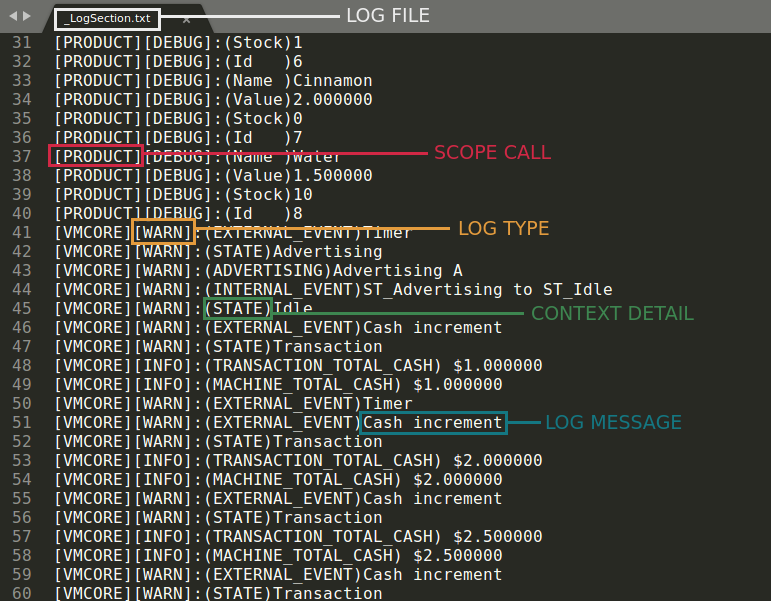 _LogSection.txt × LOG FILE
31 [PRODUCT][DEBUG]:(Stock)1
32 [PRODUCT][DEBUG]:(Id   )6
33 [PRODUCT][DEBUG]:(Name )Cinnamon
34 [PRODUCT][DEBUG]:(Value)2.000000
35 [PRODUCT][DEBUG]:(Stock)0
36 [PRODUCT][DEBUG]:(Id   )7
37 [PRODUCT][DEBUG]:(Name )Water SCOPE CALL
38 [PRODUCT][DEBUG]:(Value)1.500000
39 [PRODUCT][DEBUG]:(Stock)10
40 [PRODUCT][DEBUG]:(Id   )8
41 [VMCORE][WARN]:(EXTERNAL_EVENT)Timer LOG TYPE
42 [VMCORE][WARN]:(STATE)Advertising
43 [VMCORE][WARN]:(ADVERTISING)Advertising A
44 [VMCORE][WARN]:(INTERNAL_EVENT)ST_Advertising to ST_Idle
45 [VMCORE][WARN]:(STATE)Idle CONTEXT DETAIL
46 [VMCORE][WARN]:(EXTERNAL_EVENT)Cash increment
47 [VMCORE][WARN]:(STATE)Transaction
48 [VMCORE][INFO]:(TRANSACTION_TOTAL_CASH) $1.000000
49 [VMCORE][INFO]:(MACHINE_TOTAL_CASH) $1.000000
50 [VMCORE][WARN]:(EXTERNAL_EVENT)Timer
51 [VMCORE][WARN]:(EXTERNAL_EVENT)Cash increment LOG MESSAGE
52 [VMCORE][WARN]:(STATE)Transaction
53 [VMCORE][INFO]:(TRANSACTION_TOTAL_CASH) $2.000000
54 [VMCORE][INFO]:(MACHINE_TOTAL_CASH) $2.000000
55 [VMCORE][WARN]:(EXTERNAL_EVENT)Cash increment
56 [VMCORE][WARN]:(STATE)Transaction
57 [VMCORE][INFO]:(TRANSACTION_TOTAL_CASH) $2.500000
58 [VMCORE][INFO]:(MACHINE_TOTAL_CASH) $2.500000
59 [VMCORE][WARN]:(EXTERNAL_EVENT)Cash increment
60 [VMCORE][WARN]:(STATE)Transaction